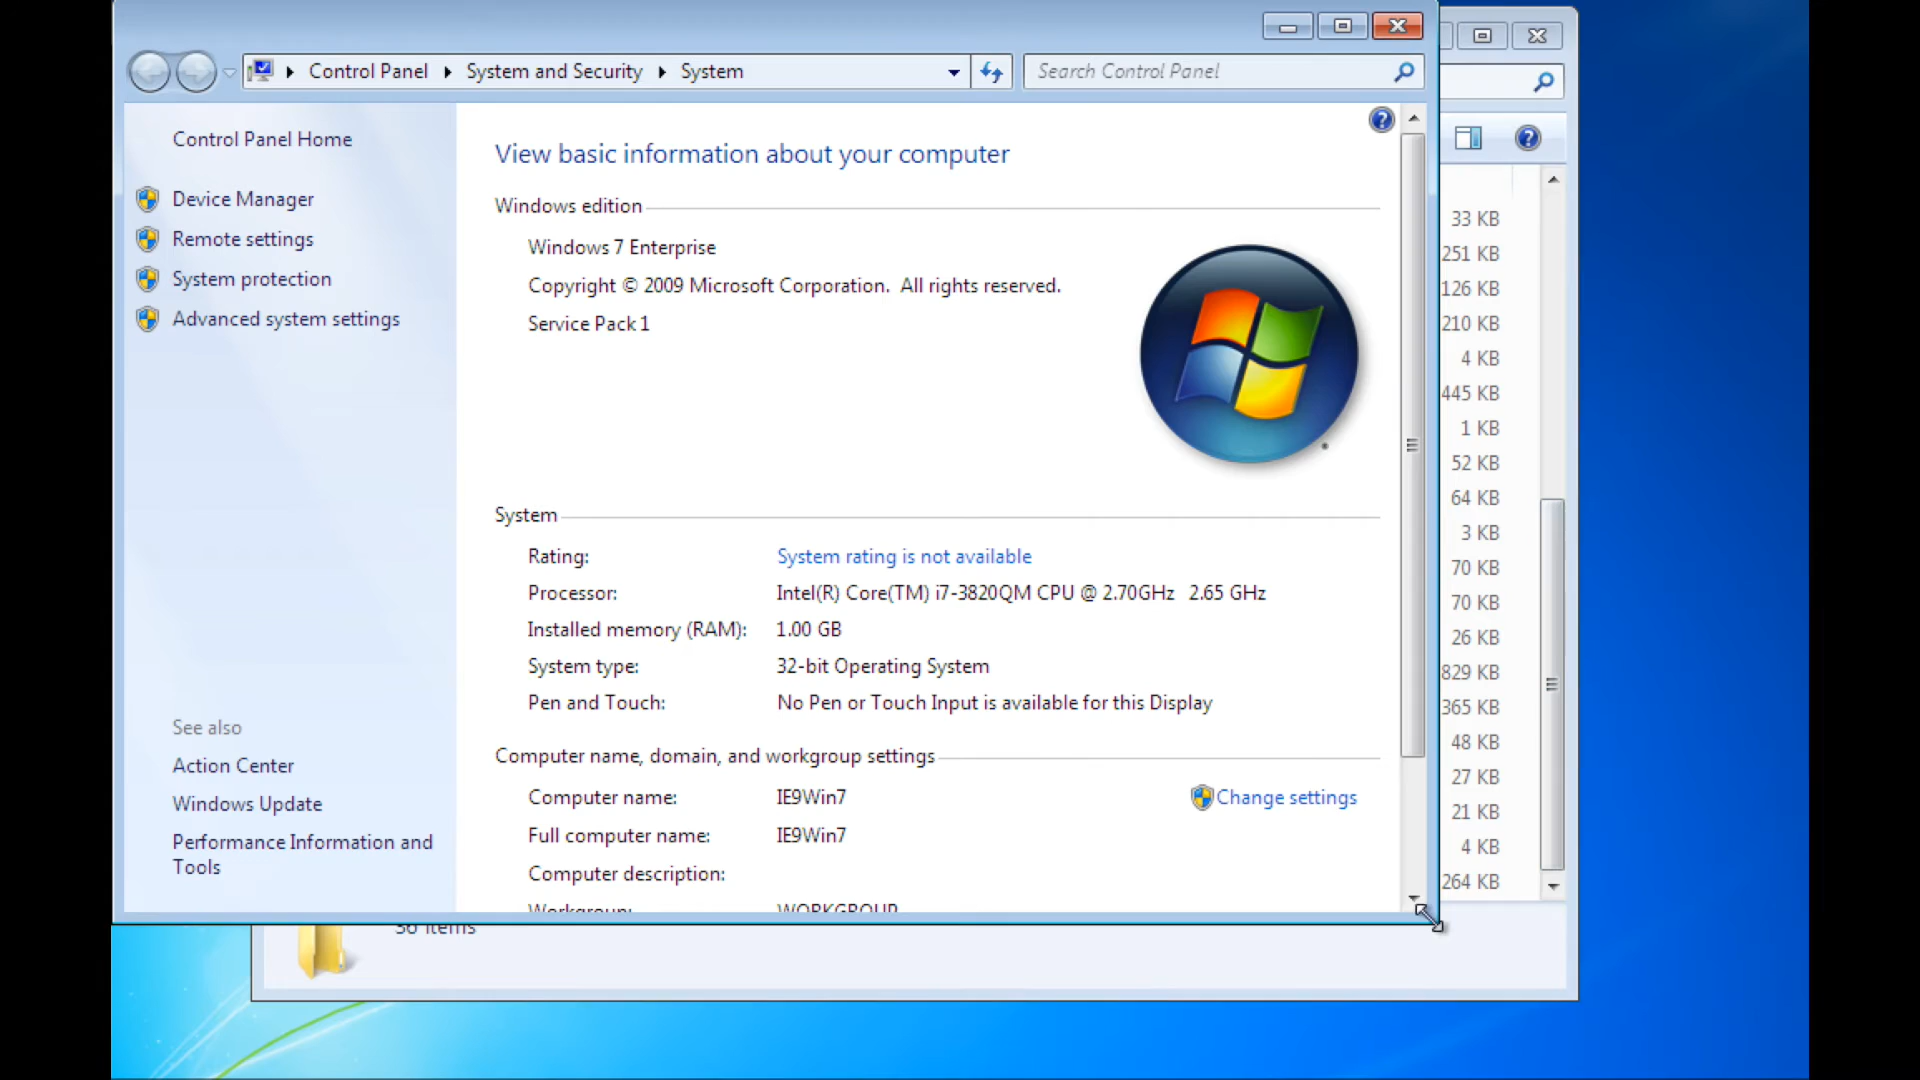 Control Panel System and Security System
Search Control Panel
Control Panel Home
Device Manager
Remote settings
System protection
Advanced system settings
See also
Action Center
Windows Update
Performance Information and
Tools
View basic information about your computer
Windows edition
Windows 7 Enterprise
Copyright © 2009 Microsoft Corporation. All rights reserved.
Service Pack 1
System
Rating: System rating is not available
Processor: Intel(R) Core(TM) i7-3820QM CPU @ 2.70GHz 2.65 GHz
Installed memory (RAM): 1.00 GB
System type: 32-bit Operating System
Pen and Touch: No Pen or Touch Input is available for this Display
Computer name, domain, and workgroup settings
Computer name: IE9Win7 Change settings
Full computer name: IE9Win7
Computer description:
Workgroup: WORKGROUP
33 KB
251 KB
126 KB
210 KB
4 KB
445 KB
1 KB
52 KB
64 KB
3 KB
70 KB
70 KB
26 KB
829 KB
365 KB
48 KB
27 KB
21 KB
4 KB
264 KB
36 items